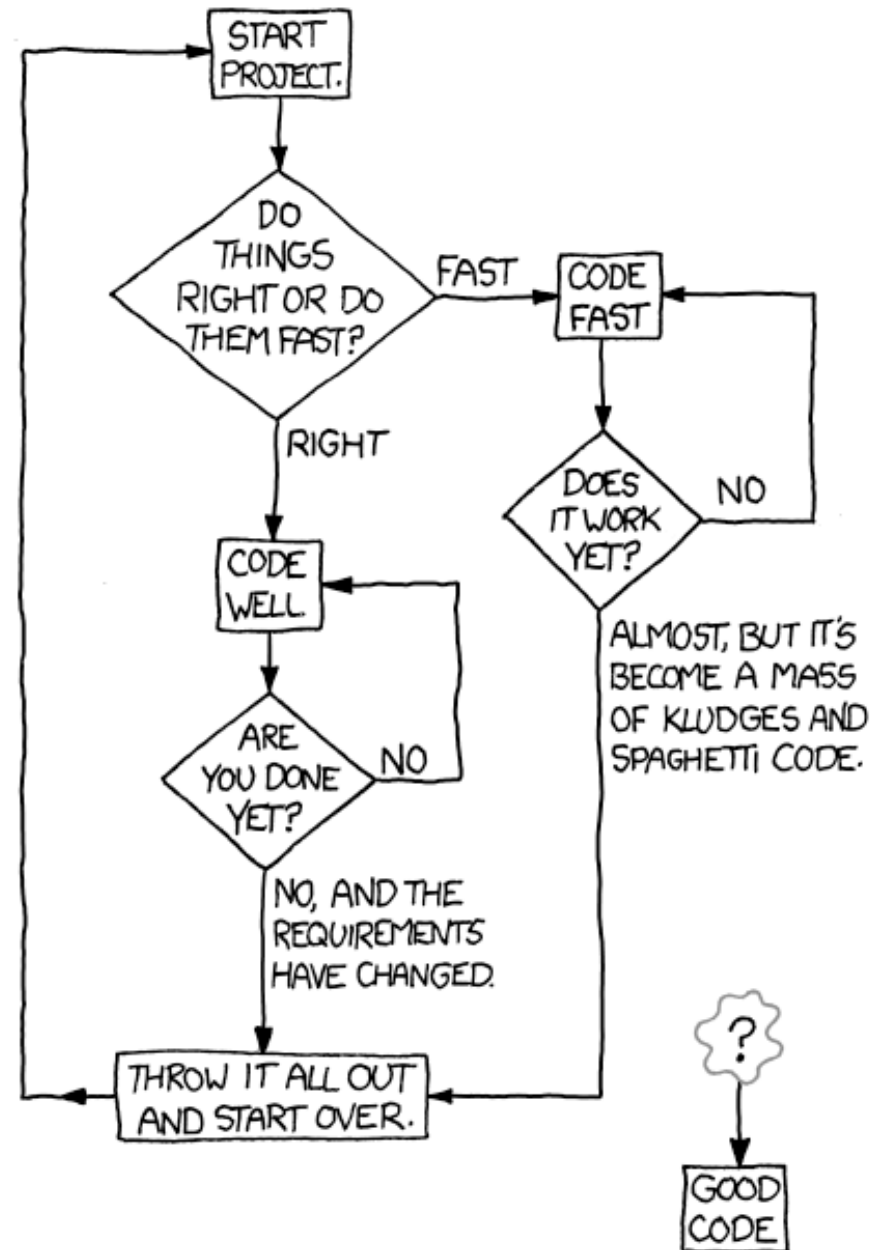 START
PROJECT.
DO
THINGS
RIGHT OR DO
THEM FAST?
FAST
CODE
FAST
RIGHT
DOES
IT WORK
YET?
NO
CODE
WELL.
ALMOST, BUT IT'S
BECOME A MASS
OF KLUDGES AND
SPAGHETTI CODE.
ARE
YOU DONE
YET?
NO
NO, AND THE
REQUIREMENTS
HAVE CHANGED.
THROW IT ALL OUT
AND START OVER.
?
GOOD
CODE